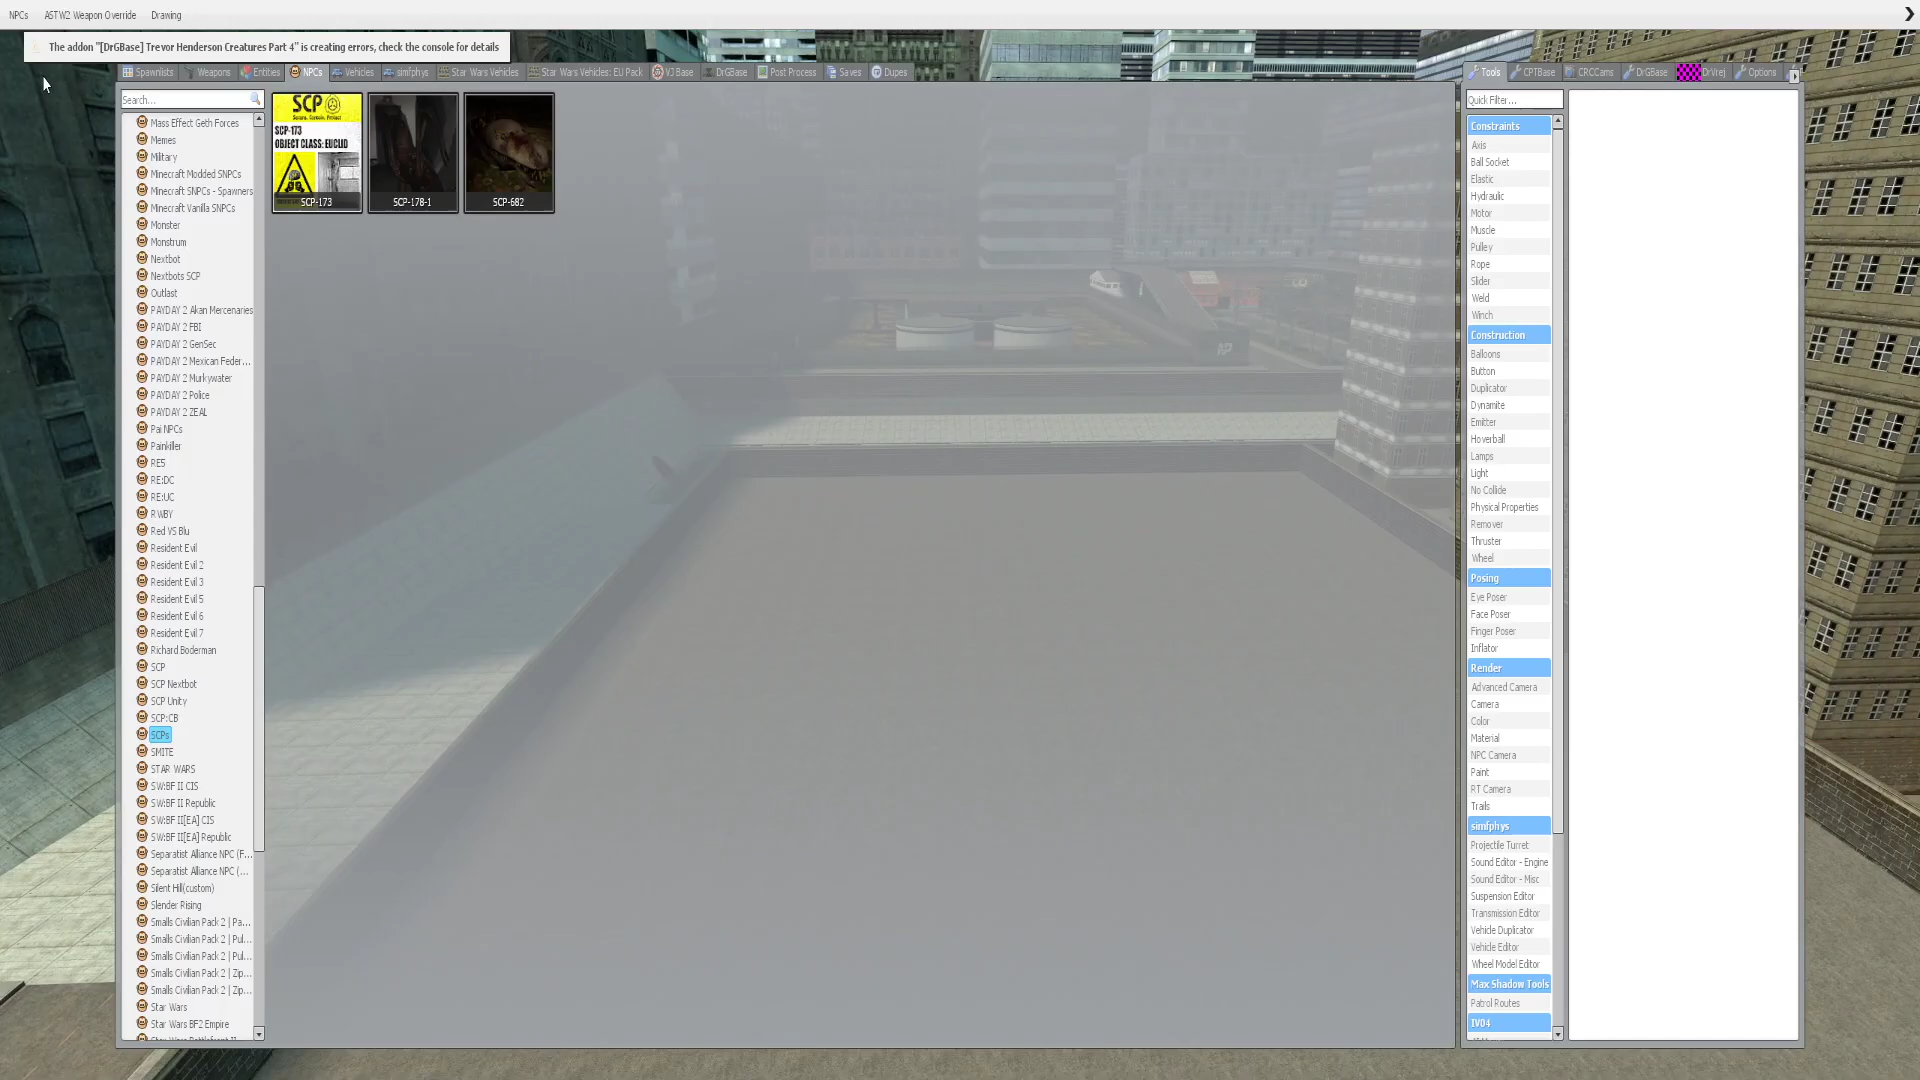 NPCs ASTW2 Weapon Override Drawing
The addon "[DrGBase] Trevor Henderson Creatures Part 4" is creating errors, check the console for details
Spawnlists Weapons Entities NPCs Vehicles simfphys Star Wars Vehicles Star Wars Vehicles: EU Pack VJ Base DrGBase Post Process Saves Dupes
Search...
Mass Effect Geth Forces
Memes
Military
Minecraft Modded SNPCs
Minecraft SNPCs - Spawners
Minecraft Vanilla SNPCs
Monster
Monstrum
Nextbot
Nextbots SCP
Outlast
PAYDAY 2 Akan Mercenaries
PAYDAY 2 FBI
PAYDAY 2 GenSec
PAYDAY 2 Mexican Feder...
PAYDAY 2 Murkywater
PAYDAY 2 Police
PAYDAY 2 ZEAL
Pai NPCs
Painkiller
RE5
RE:DC
RE:UC
RWBY
Red VS Blu
Resident Evil
Resident Evil 2
Resident Evil 3
Resident Evil 5
Resident Evil 6
Resident Evil 7
Richard Boderman
SCP
SCP Nextbot
SCP Unity
SCP:CB
SCPs
SMITE
STAR WARS
SW:BF II CIS
SW:BF II Republic
SW:BF II[EA] CIS
SW:BF II[EA] Republic
Separatist Alliance NPC (F...
Separatist Alliance NPC (...
Silent Hill(custom)
Slender Rising
Smalls Civilian Pack 2 | Pa...
Smalls Civilian Pack 2 | Pul...
Smalls Civilian Pack 2 | Pul...
Smalls Civilian Pack 2 | Zip...
Smalls Civilian Pack 2 | Zip...
Star Wars
Star Wars BF2 Empire
SCP
Secure. Contain. Protect
SCP-173
OBJECT CLASS: EUCLID
SCP-173
SCP-178-1
SCP-682
Tools CPTBase CRCCams DrGBase DrVrej Options
Quick Filter...
Constraints
Axis
Ball Socket
Elastic
Hydraulic
Motor
Muscle
Pulley
Rope
Slider
Weld
Winch
Construction
Balloons
Button
Duplicator
Dynamite
Emitter
Hoverball
Lamps
Light
No Collide
Physical Properties
Remover
Thruster
Wheel
Posing
Eye Poser
Face Poser
Finger Poser
Inflator
Render
Advanced Camera
Camera
Color
Material
NPC Camera
Paint
RT Camera
Trails
simfphys
Projectile Turret
Sound Editor - Engine
Sound Editor - Misc
Suspension Editor
Transmission Editor
Vehicle Duplicator
Vehicle Editor
Wheel Model Editor
Max Shadow Tools
Patrol Routes
IV04